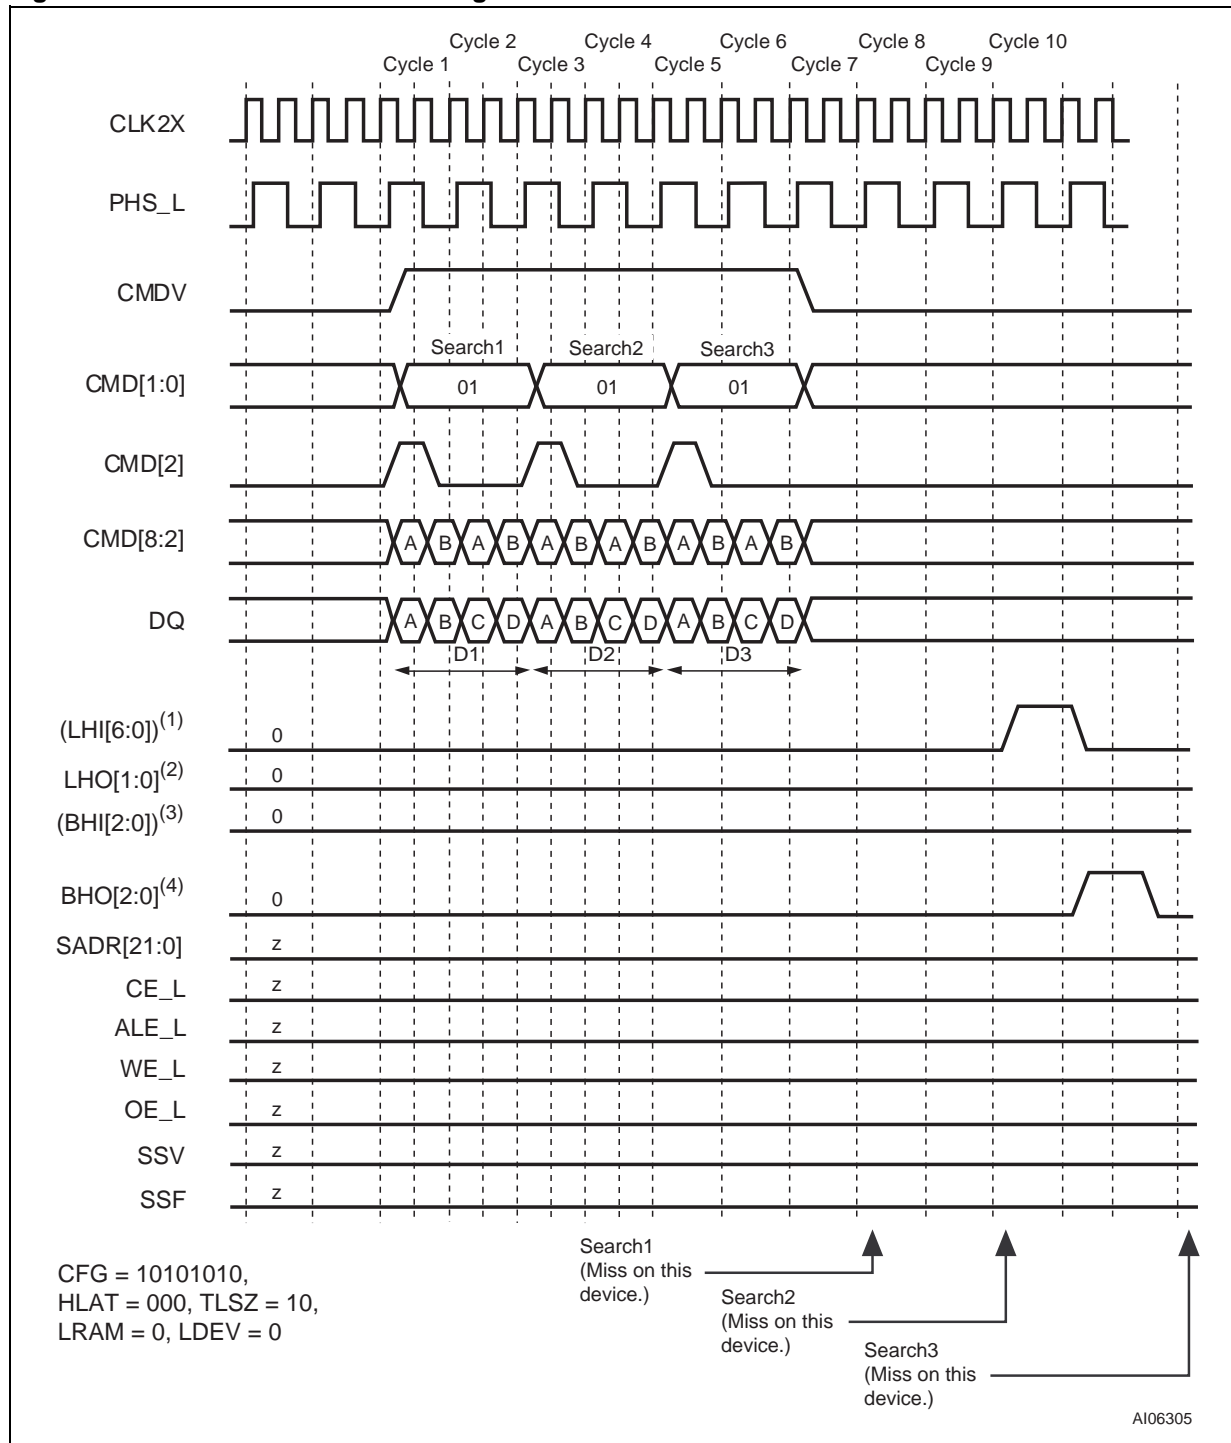 Cycle 2 Cycle 4 Cycle 6 Cycle 8 Cycle 10
Cycle 1 Cycle 3 Cycle 5 Cycle 7 Cycle 9
CLK2X
PHS_L
CMDV
Search1 Search2 Search3
CMD[1:0] 01 01 01
CMD[2]
CMD[8:2] A B A B A B A B A B A B
DQ A B C D A B C D A B C D
D1 D2 D3
(LHI[6:0])(1) 0
LHO[1:0](2) 0
(BHI[2:0])(3) 0
BHO[2:0](4) 0
SADR[21:0] z
CE_L z
ALE_L z
WE_L z
OE_L z
SSV z
SSF z
CFG = 10101010,
HLAT = 000, TLSZ = 10,
LRAM = 0, LDEV = 0
Search1
(Miss on this
device.)
Search2
(Miss on this
device.)
Search3
(Miss on this
device.)
AI06305